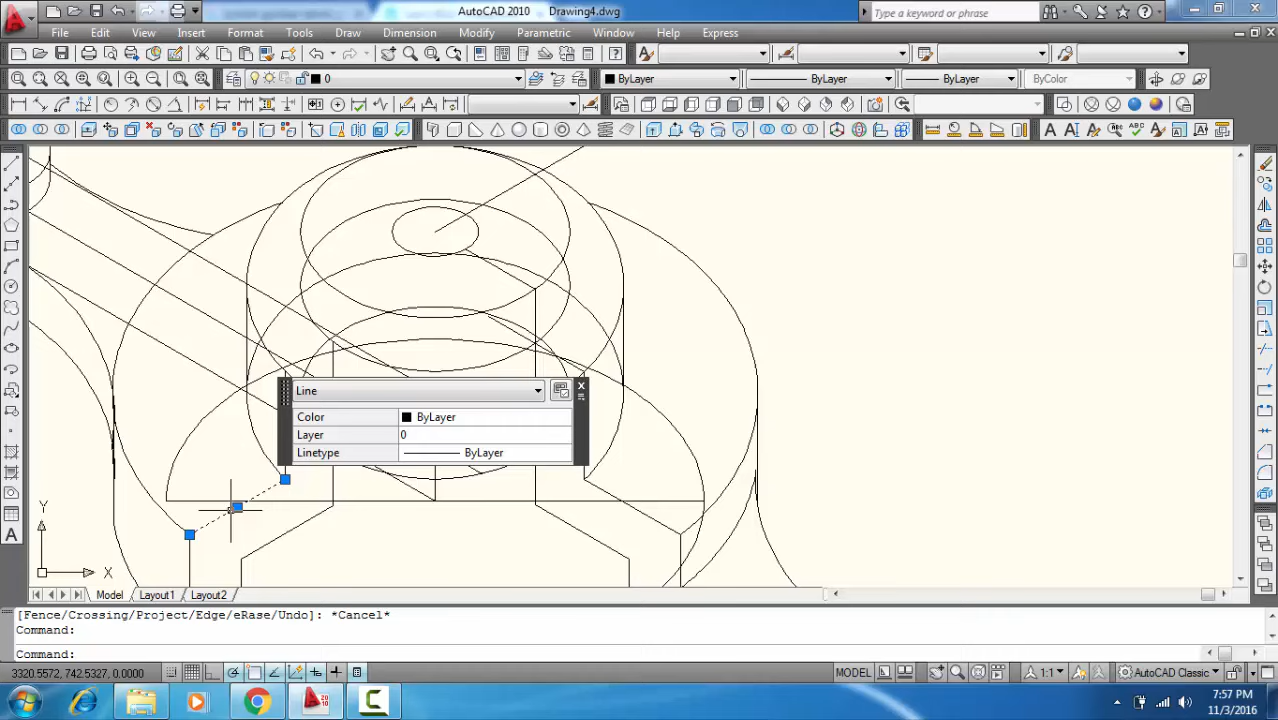 AutoCAD 2010 Drawing4.dwg
Type a keyword or phrase
File Edit View Insert Format Tools Draw Dimension Modify Parametric Window Help Express
0
ByLayer ByLayer ByLayer ByColor
Line
Color ByLayer
Layer 0
Linetype ByLayer
Y
X
Model Layout1 Layout2
[Fence/Crossing/Project/Edge/eRase/Undo]: *Cancel*
Command:
Command:
3320.5572, 742.5327, 0.0000
MODEL
1:1
AutoCAD Classic
7:57 PM
11/3/2016